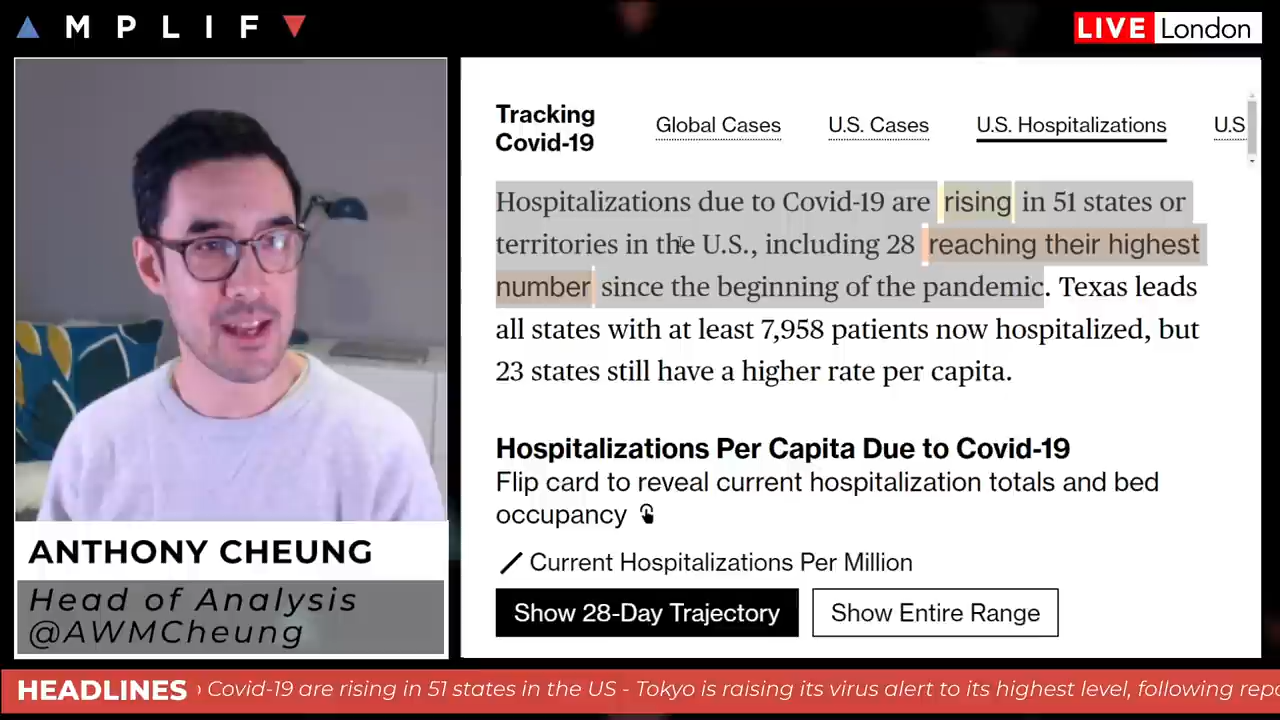 AMPLIFY
LIVE London
Tracking
Covid-19
Global Cases
U.S. Cases
U.S. Hospitalizations
U.S
Hospitalizations due to Covid-19 are rising in 51 states or
territories in the U.S., including 28 reaching their highest
number since the beginning of the pandemic. Texas leads
all states with at least 7,958 patients now hospitalized, but
23 states still have a higher rate per capita.
Hospitalizations Per Capita Due to Covid-19
Flip card to reveal current hospitalization totals and bed
occupancy
Current Hospitalizations Per Million
Show 28-Day Trajectory
Show Entire Range
ANTHONY CHEUNG
Head of Analysis
@AWMCheung
HEADLINES
Covid-19 are rising in 51 states in the US - Tokyo is raising its virus alert to its highest level, following repo